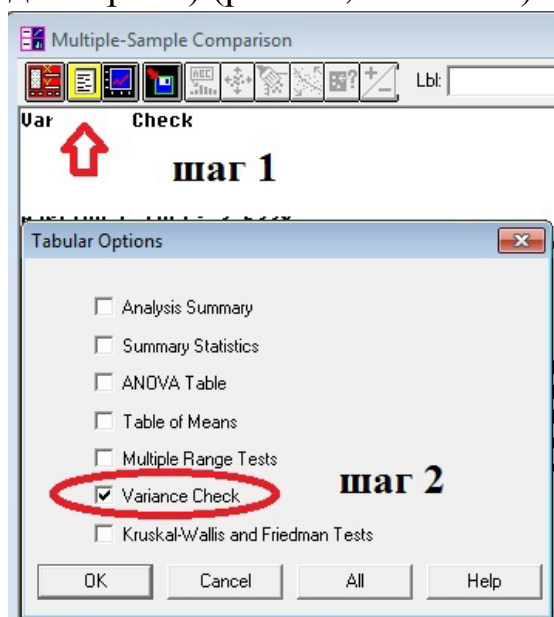 Multiple-Sample Comparison
Lbl:
Var Check
шаг 1
Tabular Options
Analysis Summary
Summary Statistics
ANOVA Table
Table of Means
Multiple Range Tests
Variance Check
шаг 2
Kruskal-Wallis and Friedman Tests
OK Cancel All Help